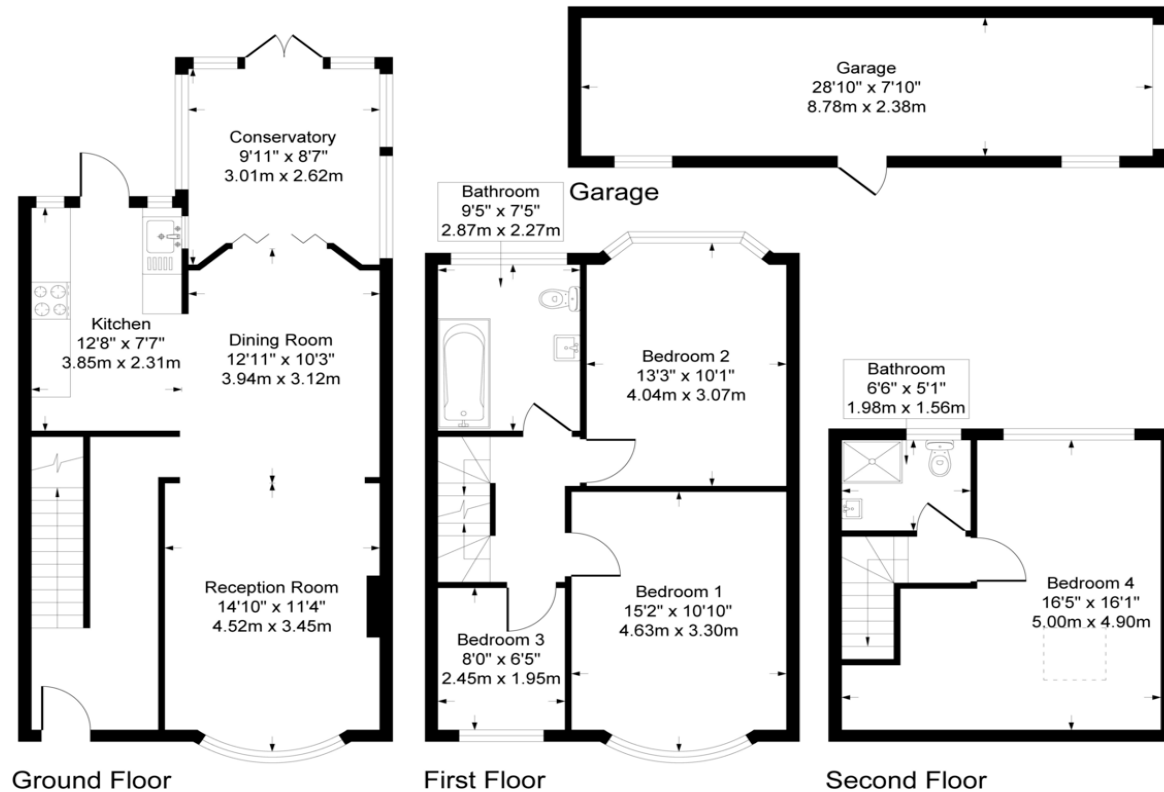 Conservatory
9'11" x 8'7"
3.01m x 2.62m
Kitchen
12'8" x 7'7"
3.85m x 2.31m
Dining Room
12'11" x 10'3"
3.94m x 3.12m
Reception Room
14'10" x 11'4"
4.52m x 3.45m
Ground Floor
Garage
28'10" x 7'10"
8.78m x 2.38m
Garage
Bathroom
9'5" x 7'5"
2.87m x 2.27m
Bedroom 2
13'3" x 10'1"
4.04m x 3.07m
Bedroom 1
15'2" x 10'10"
4.63m x 3.30m
Bedroom 3
8'0" x 6'5"
2.45m x 1.95m
First Floor
Bathroom
6'6" x 5'1"
1.98m x 1.56m
Bedroom 4
16'5" x 16'1"
5.00m x 4.90m
Second Floor